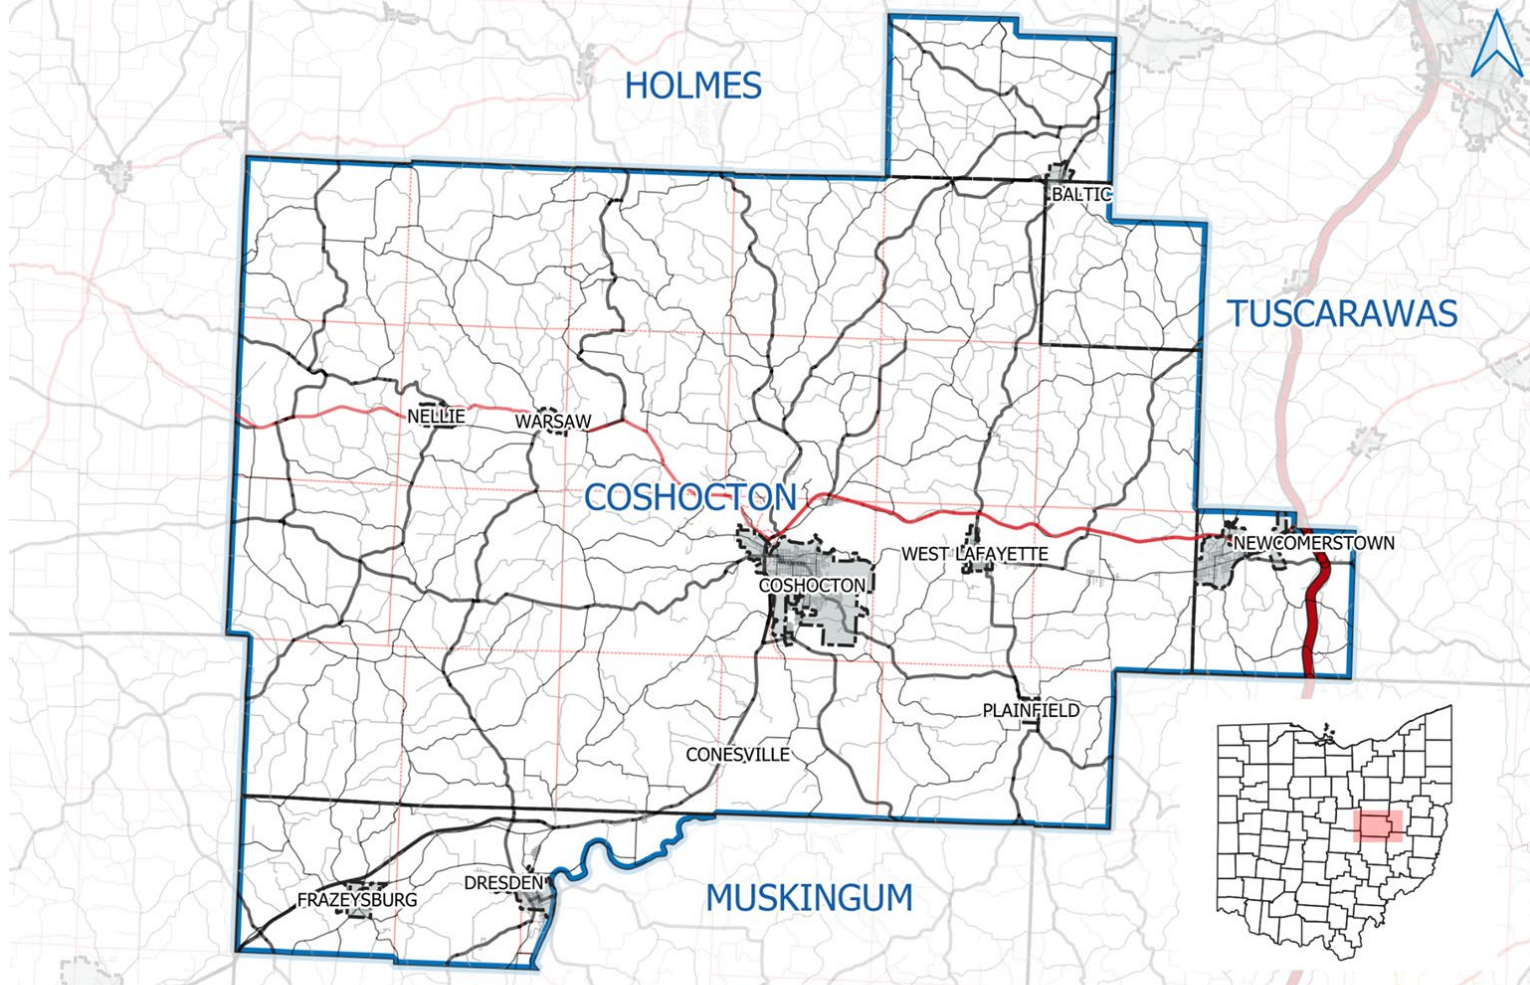 HOLMES
BALTIC
TUSCARAWAS
NELLIE
WARSAW
COSHOCTON
NEWCOMERSTOWN
WEST LAFAYETTE
COSHOCTON
PLAINFIELD
CONESVILLE
DRESDEN
FRAZEYSBURG
MUSKINGUM